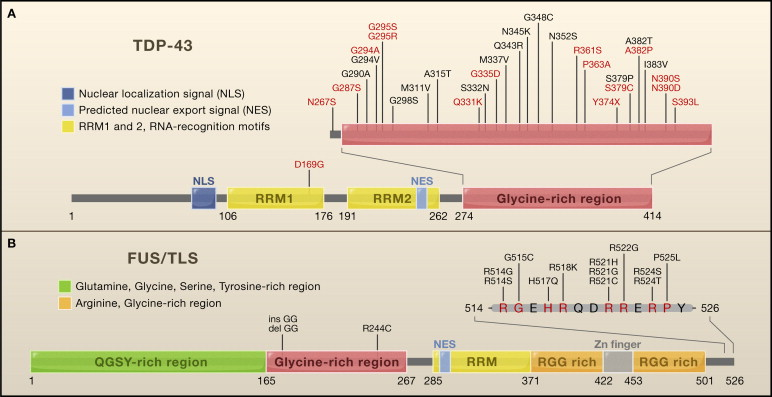 A
TDP-43
Nuclear localization signal (NLS)
Predicted nuclear export signal (NES)
RRM1 and 2, RNA-recognition motifs
G348C
G295S
N345K
G295R
N352S
A382T
G294A
Q343R
R361S
A382P
G294V
M337V
P363A
I383V
G290A
A315T
G335D
S379P
N390S
G287S
M311V
S332N
S379C
N390D
N267S
G298S
Q331K
Y374X
S393L
D169G
NLS
NES
RRM1
RRM2
Glycine-rich region
1
106
176
191
262
274
414
B
FUS/TLS
Glutamine, Glycine, Serine, Tyrosine-rich region
Arginine, Glycine-rich region
R522G
G515C
R521H
P525L
R514G
R518K
R521G
R524S
R514S
H517Q
R521C
R524T
514
R G E H R Q D R R E R P Y
526
ins GG
del GG
R244C
NES
Zn finger
QGSY-rich region
Glycine-rich region
RRM
RGG rich
RGG rich
1
165
267
285
371
422
453
501
526